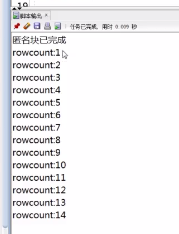 19
脚本输出 ×
任务已完成，用时 0.009 秒
匿名块已完成
rowcount:1
rowcount:2
rowcount:3
rowcount:4
rowcount:5
rowcount:6
rowcount:7
rowcount:8
rowcount:9
rowcount:10
rowcount:11
rowcount:12
rowcount:13
rowcount:14